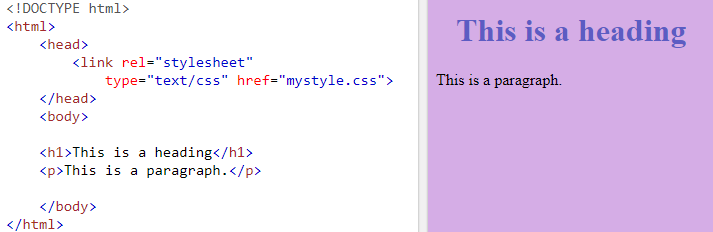 <!DOCTYPE html>
<html>
    <head>
        <link rel="stylesheet"
            type="text/css" href="mystyle.css">
    </head>
    <body>

    <h1>This is a heading</h1>
    <p>This is a paragraph.</p>

    </body>
</html>
This is a heading
This is a paragraph.